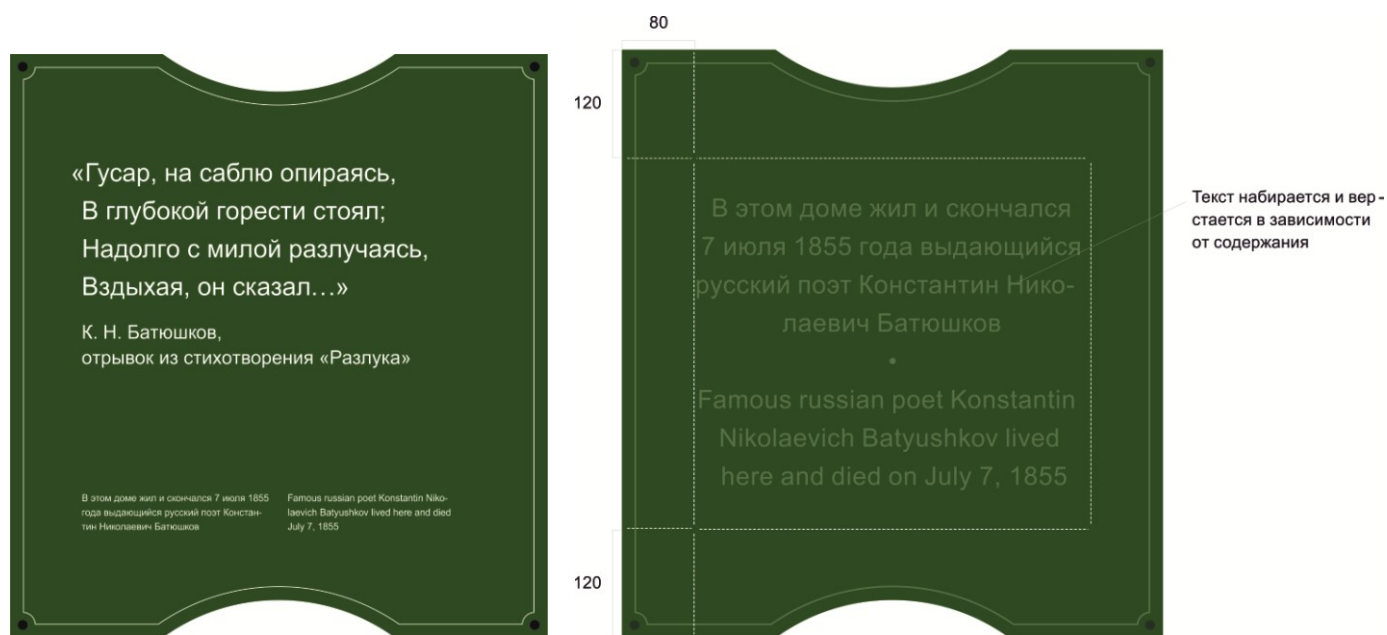 «Гусар, на саблю опираясь,
В глубокой горести стоял;
Надолго с милой разлучаясь,
Вздыхая, он сказал…»
К. Н. Батюшков,
отрывок из стихотворения «Разлука»
В этом доме жил и скончался 7 июля 1855
года выдающийся русский поэт Констан-
тин Николаевич Батюшков
Famous russian poet Konstantin Niko-
laevich Batyushkov lived here and died
July 7, 1855
80
120
В этом доме жил и скончался
7 июля 1855 года выдающийся
русский поэт Константин Нико-
лаевич Батюшков
•
Famous russian poet Konstantin
Nikolaevich Batyushkov lived
here and died on July 7, 1855
120
Текст набирается и вер-
стается в зависимости
от содержания